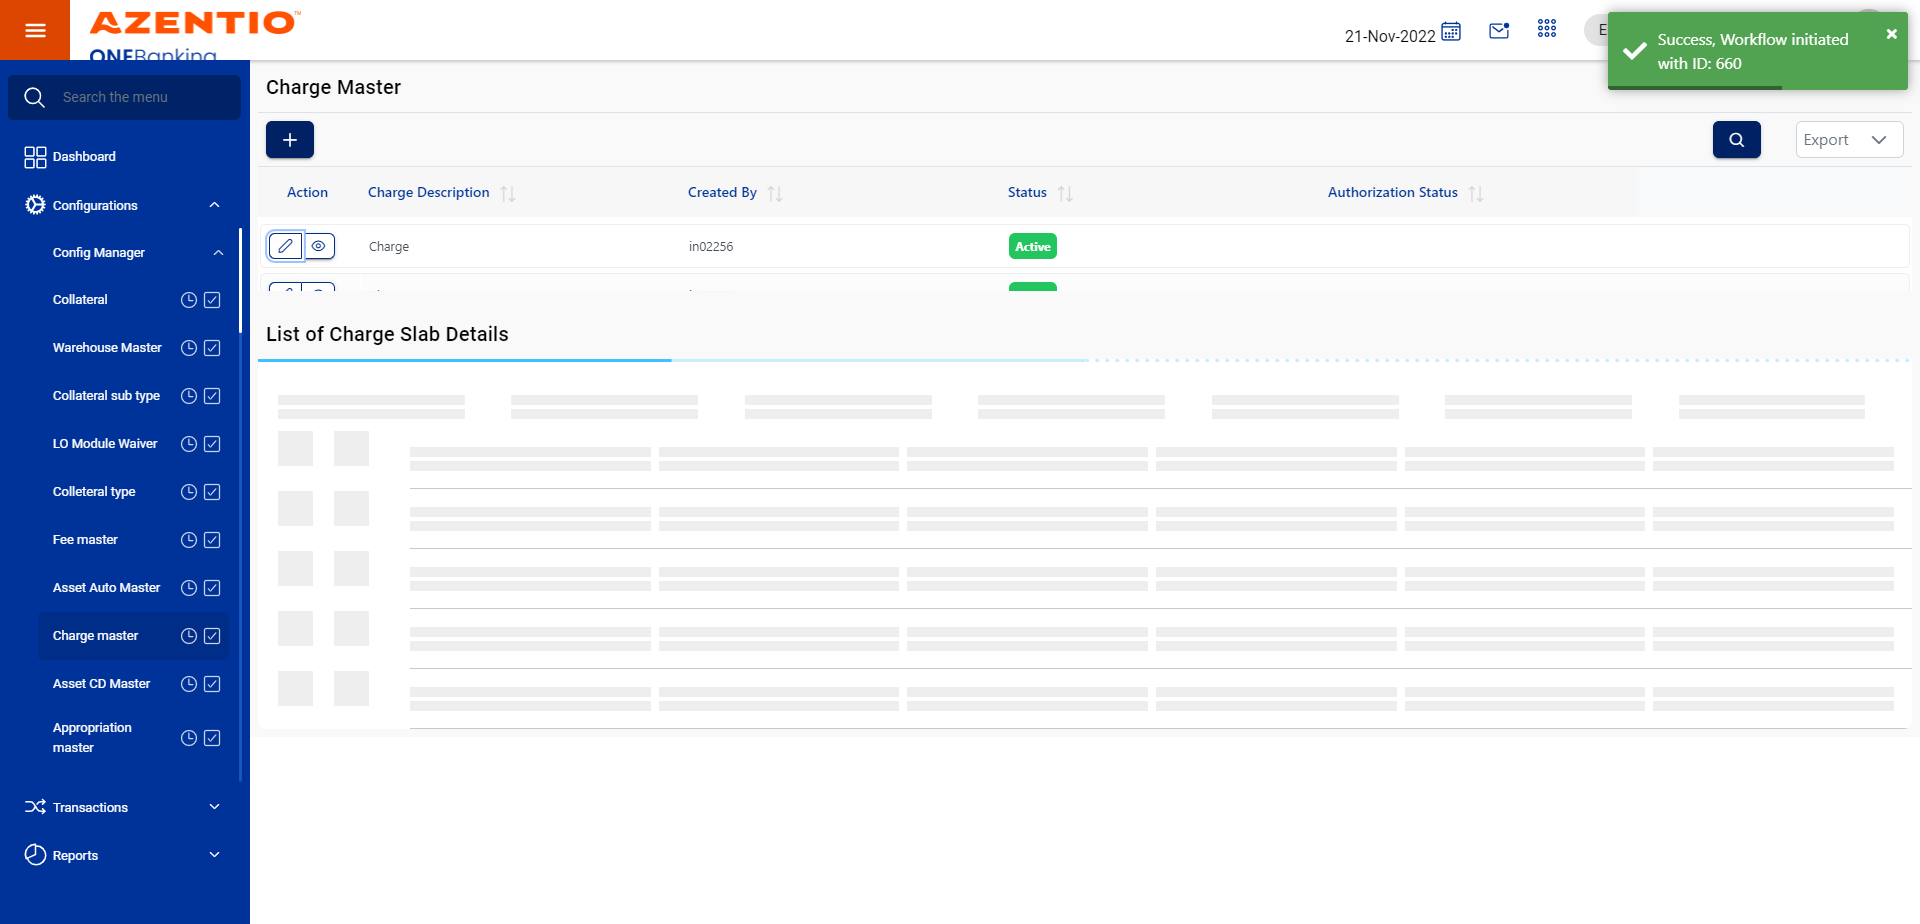 AZENTIO™
ONEBanking
21-Nov-2022
E
Success, Workflow initiated
with ID: 660
Search the menu
Dashboard
Configurations
Config Manager
Collateral
Warehouse Master
Collateral sub type
LO Module Waiver
Colleteral type
Fee master
Asset Auto Master
Charge master
Asset CD Master
Appropriation
master
Transactions
Reports
Charge Master
Export
Action
Charge Description
Created By
Status
Authorization Status
Charge
in02256
Active
List of Charge Slab Details